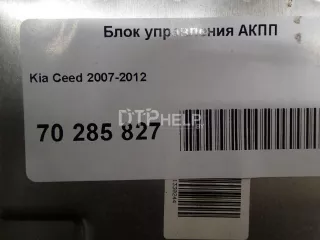 Блок управления АКПП
Kia Ceed 2007-2012
DTPHELP
70 285 827